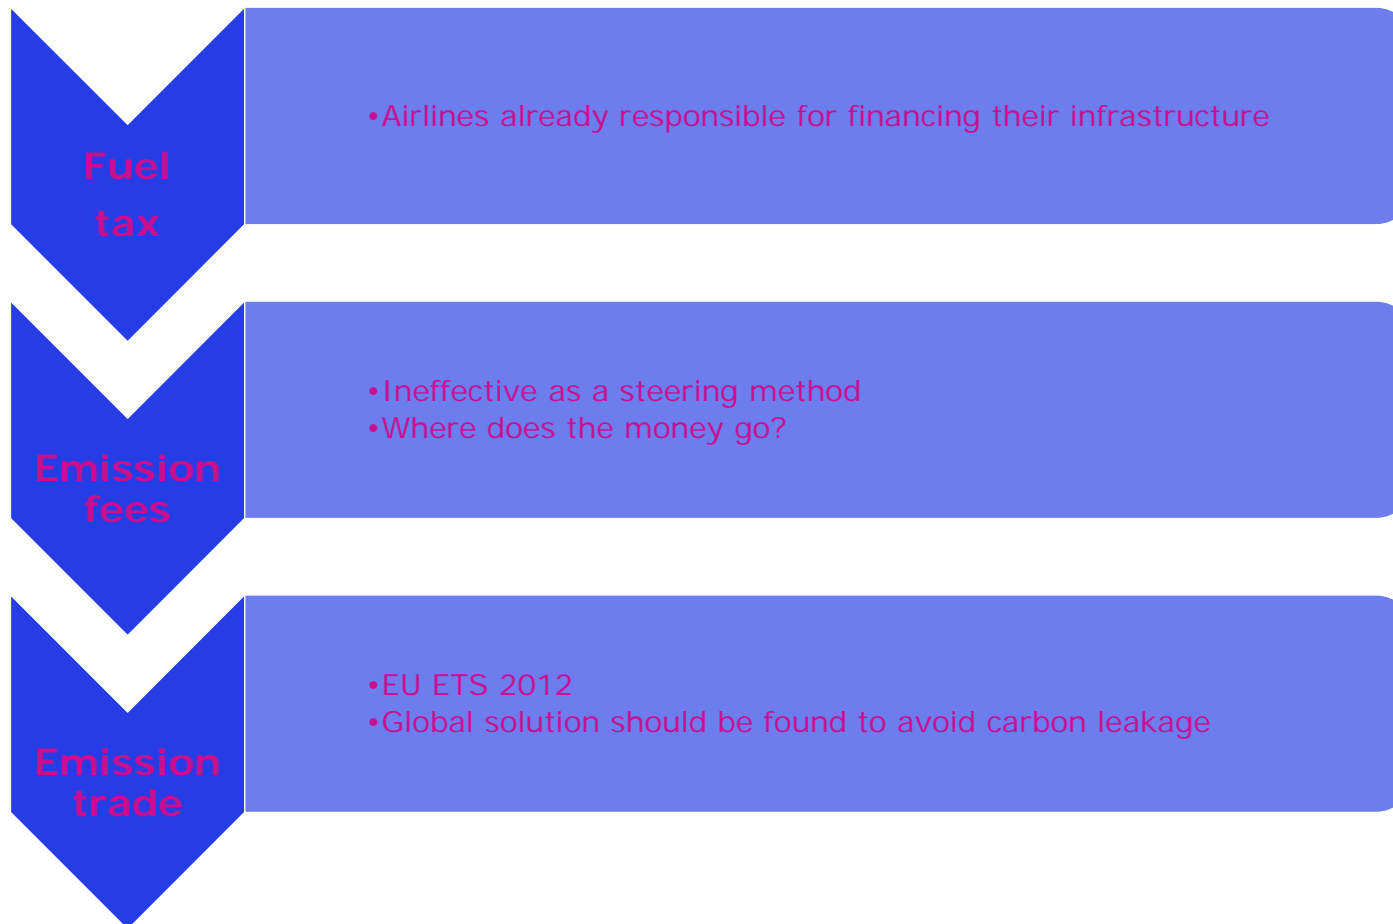 Fuel
tax
•Airlines already responsible for financing their infrastructure
Emission
fees
•Ineffective as a steering method
•Where does the money go?
Emission
trade
•EU ETS 2012
•Global solution should be found to avoid carbon leakage